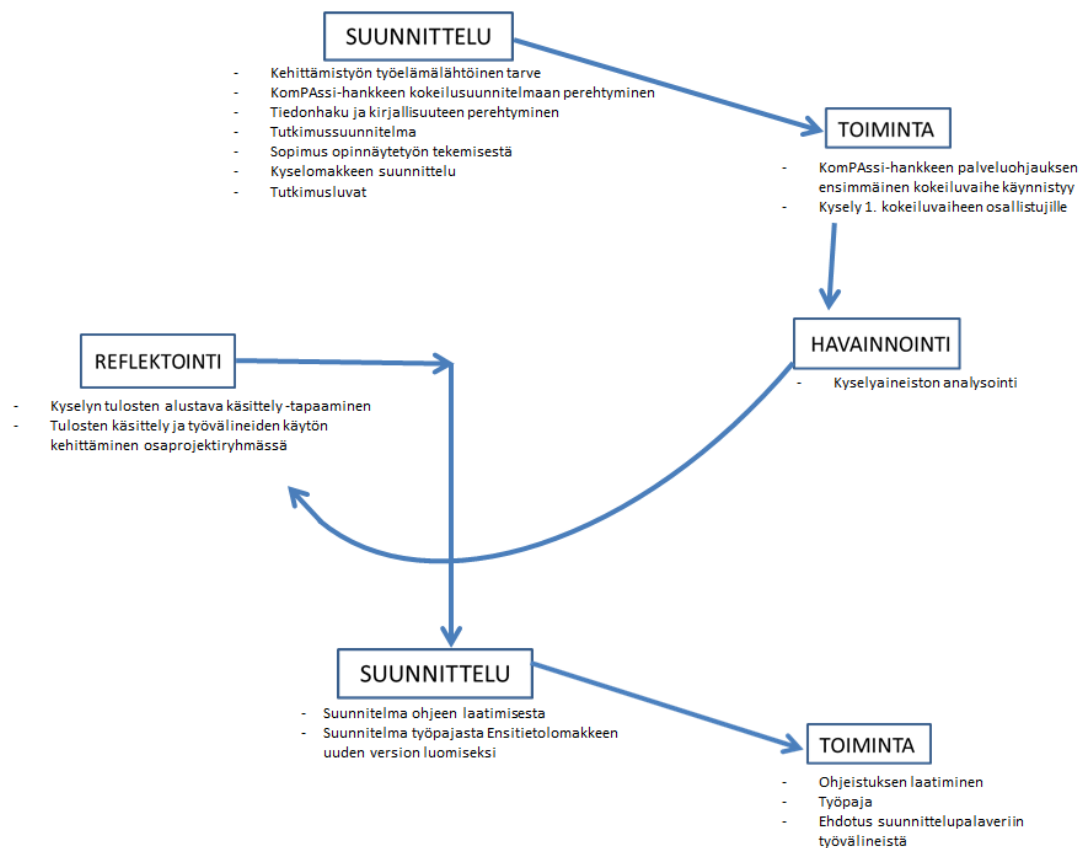 SUUNNITTELU
- Kehittämistyön työelämälähtöinen tarve
- KomPAssi-hankkeen kokeilusuunnitelmaan perehtyminen
- Tiedonhaku ja kirjallisuuteen perehtyminen
- Tutkimussuunnitelma
- Sopimus opinnäytetyön tekemisestä
- Kyselomakkeen suunnittelu
- Tutkimusluvat
TOIMINTA
- KomPAssi-hankkeen palveluohjauksen
ensimmäinen kokeiluvaihe käynnistyy
- Kysely 1. kokeiluvaiheen osallistujille
HAVAINNOINTI
- Kyselyaineiston analysointi
REFLEKTOINTI
- Kyselyn tulosten alustava käsittely -tapaaminen
- Tulosten käsittely ja työvälineiden käytön
kehittäminen osaprojektiryhmässä
SUUNNITTELU
- Suunnitelma ohjeen laatimisesta
- Suunnitelma työpajasta Ensitietolomakkeen
uuden version luomiseksi
TOIMINTA
- Ohjeistuksen laatiminen
- Työpaja
- Ehdotus suunnittelupalaveriin
työvälineistä